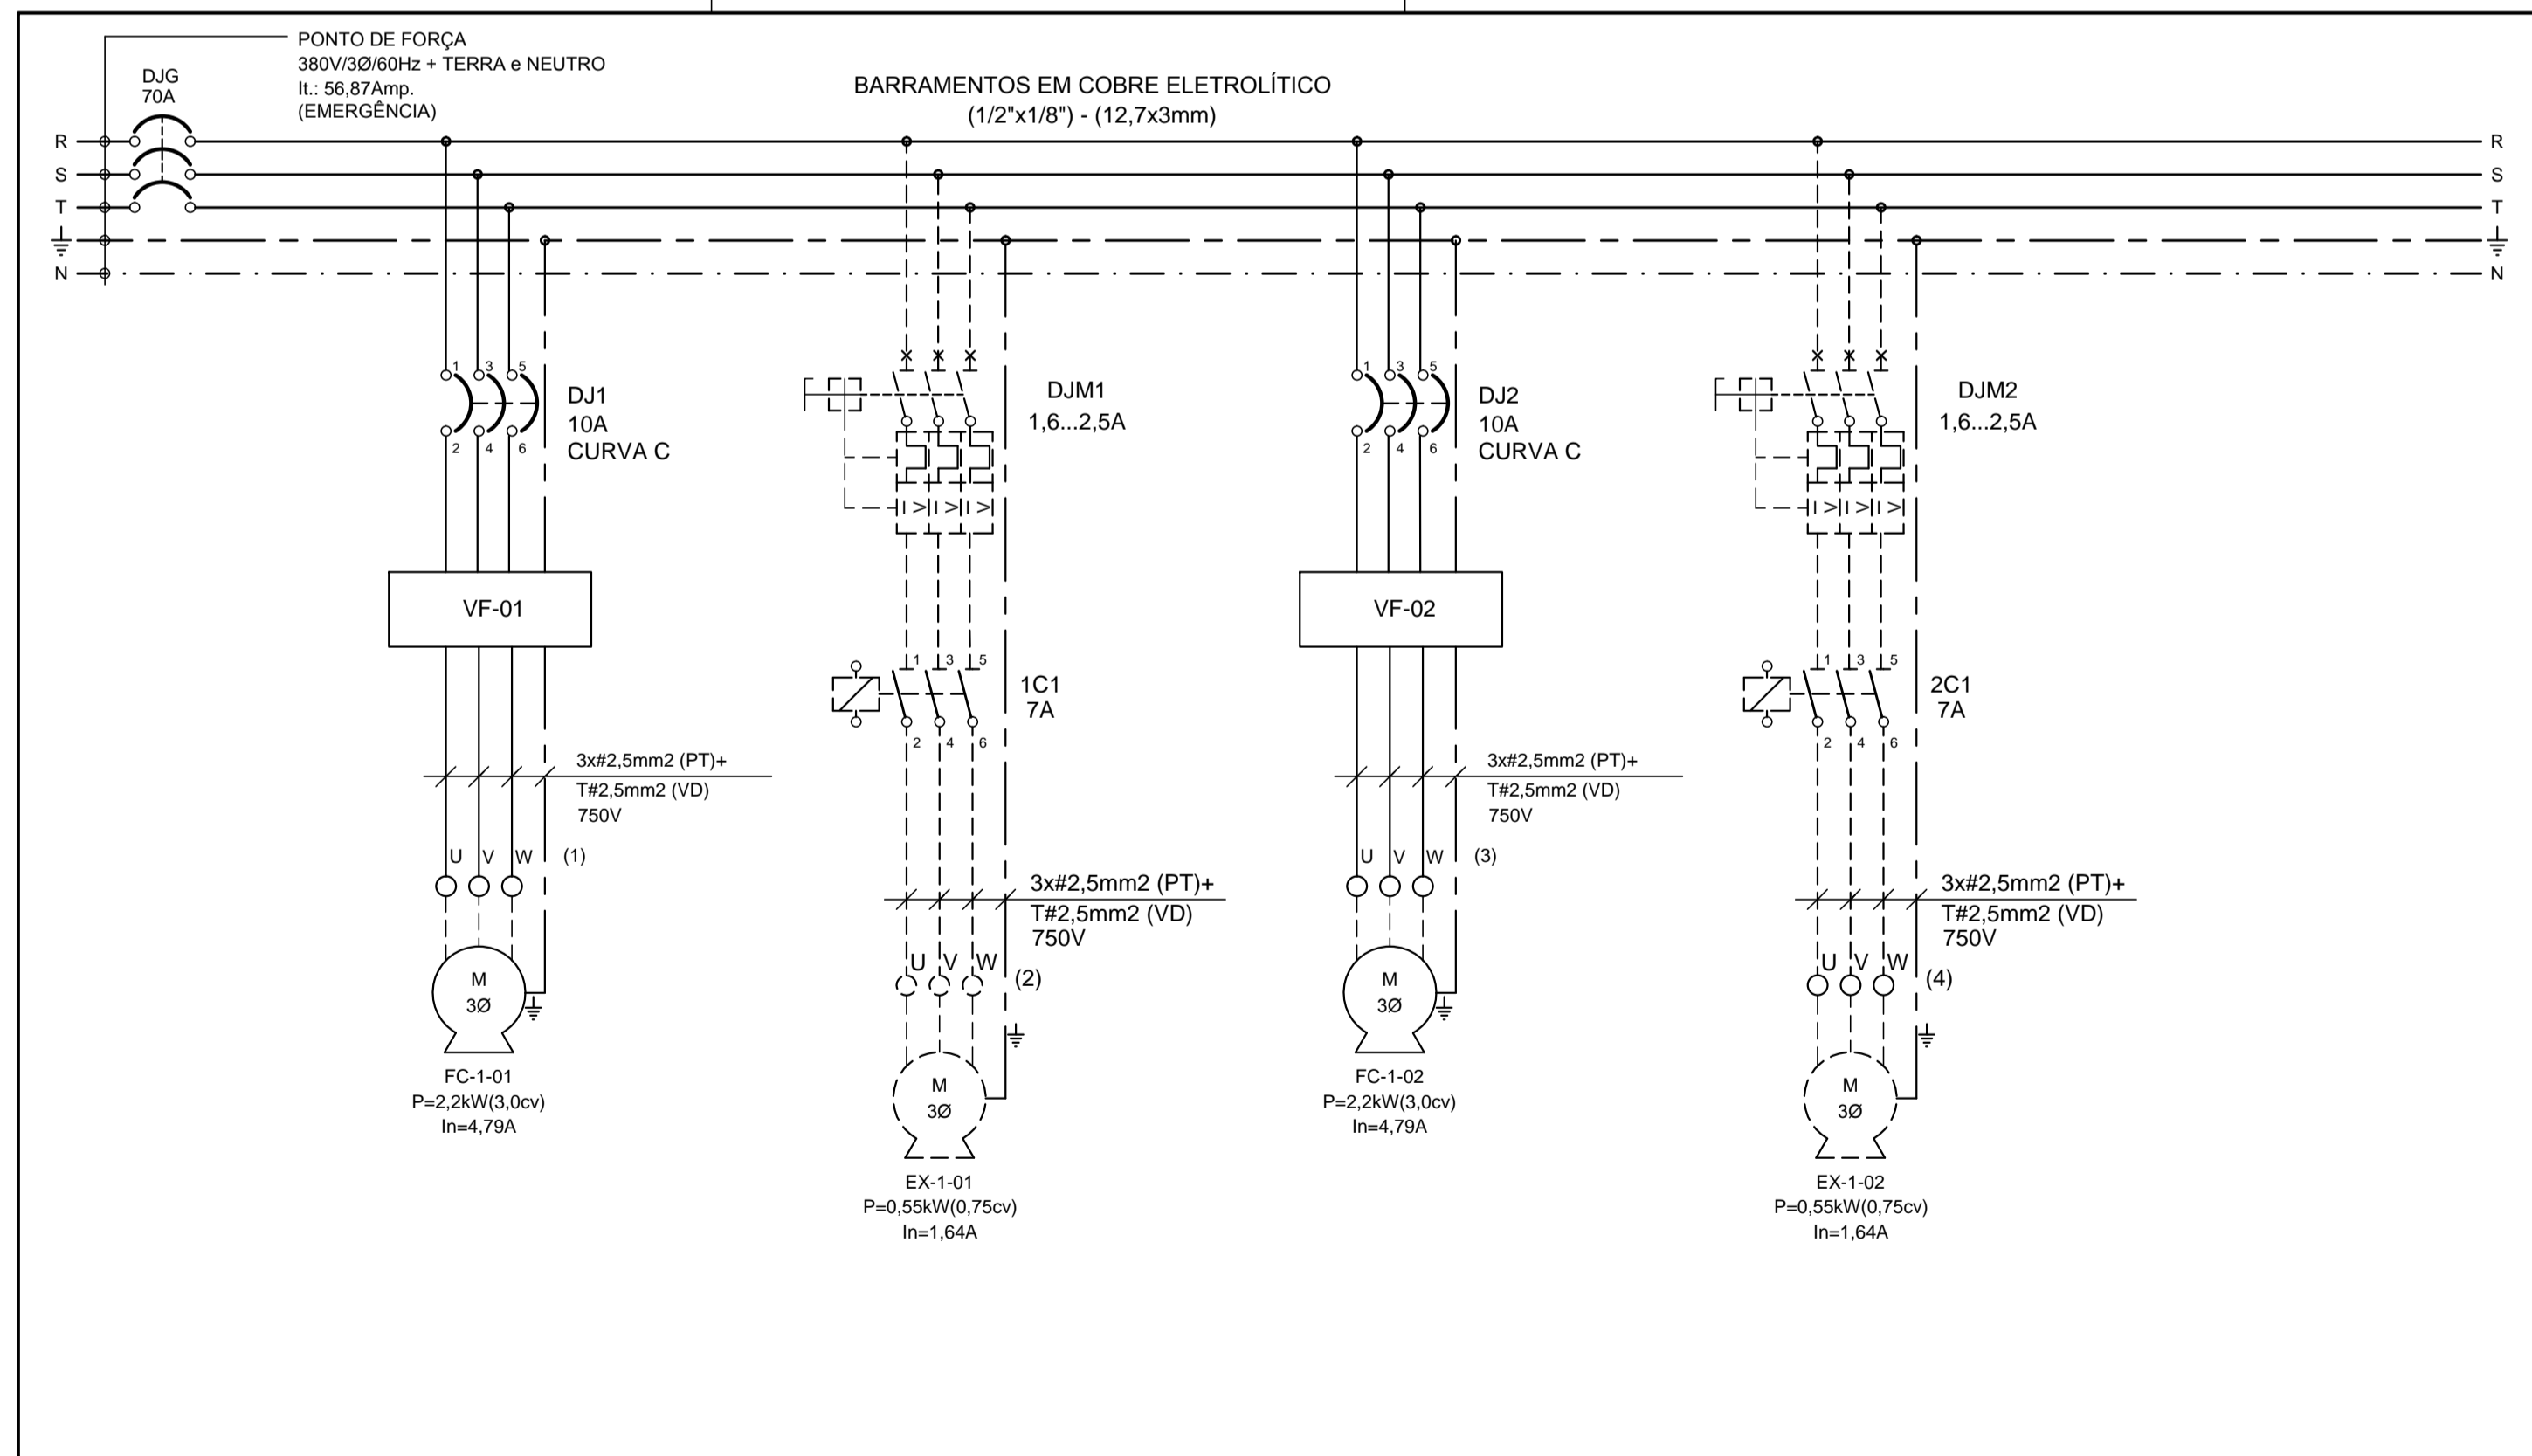 PONTO DE FORÇA
380V/3Ø/60Hz + TERRA e NEUTRO
It.: 56,87Amp.
(EMERGÊNCIA)
DJG
70A
BARRAMENTOS EM COBRE ELETROLÍTICO
(1/2"x1/8") - (12,7x3mm)
R
S
T
N
R
S
T
N
1
3
5
DJ1
10A
CURVA C
2
4
6
VF-01
3x#2,5mm2 (PT)+
T#2,5mm2 (VD)
750V
U
V
W
(1)
M
3Ø
FC-1-01
P=2,2kW(3,0cv)
In=4,79A
DJM1
1,6...2,5A
I >
I >
I >
1
3
5
1C1
7A
2
4
6
3x#2,5mm2 (PT)+
T#2,5mm2 (VD)
750V
U
V
W
(2)
M
3Ø
EX-1-01
P=0,55kW(0,75cv)
In=1,64A
1
3
5
DJ2
10A
CURVA C
2
4
6
VF-02
3x#2,5mm2 (PT)+
T#2,5mm2 (VD)
750V
U
V
W
(3)
M
3Ø
FC-1-02
P=2,2kW(3,0cv)
In=4,79A
DJM2
1,6...2,5A
I >
I >
I >
1
3
5
2C1
7A
2
4
6
3x#2,5mm2 (PT)+
T#2,5mm2 (VD)
750V
U
V
W
(4)
M
3Ø
EX-1-02
P=0,55kW(0,75cv)
In=1,64A